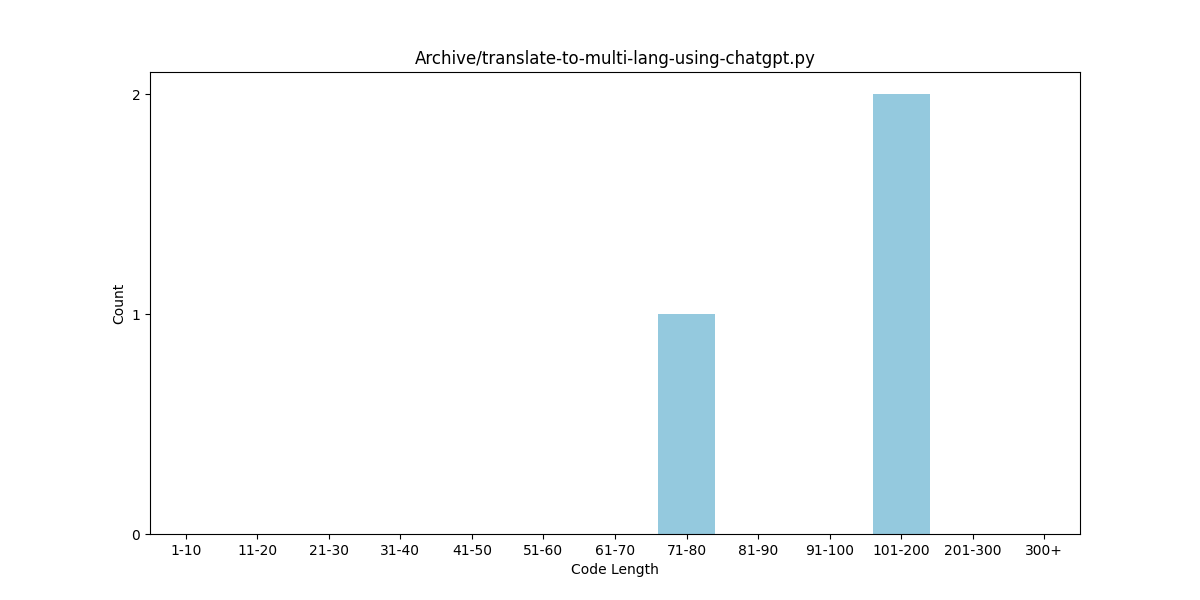 Archive/translate-to-multi-lang-using-chatgpt.py
2
1
0
Count
1-10 11-20 21-30 31-40 41-50 51-60 61-70 71-80 81-90 91-100 101-200 201-300 300+
Code Length